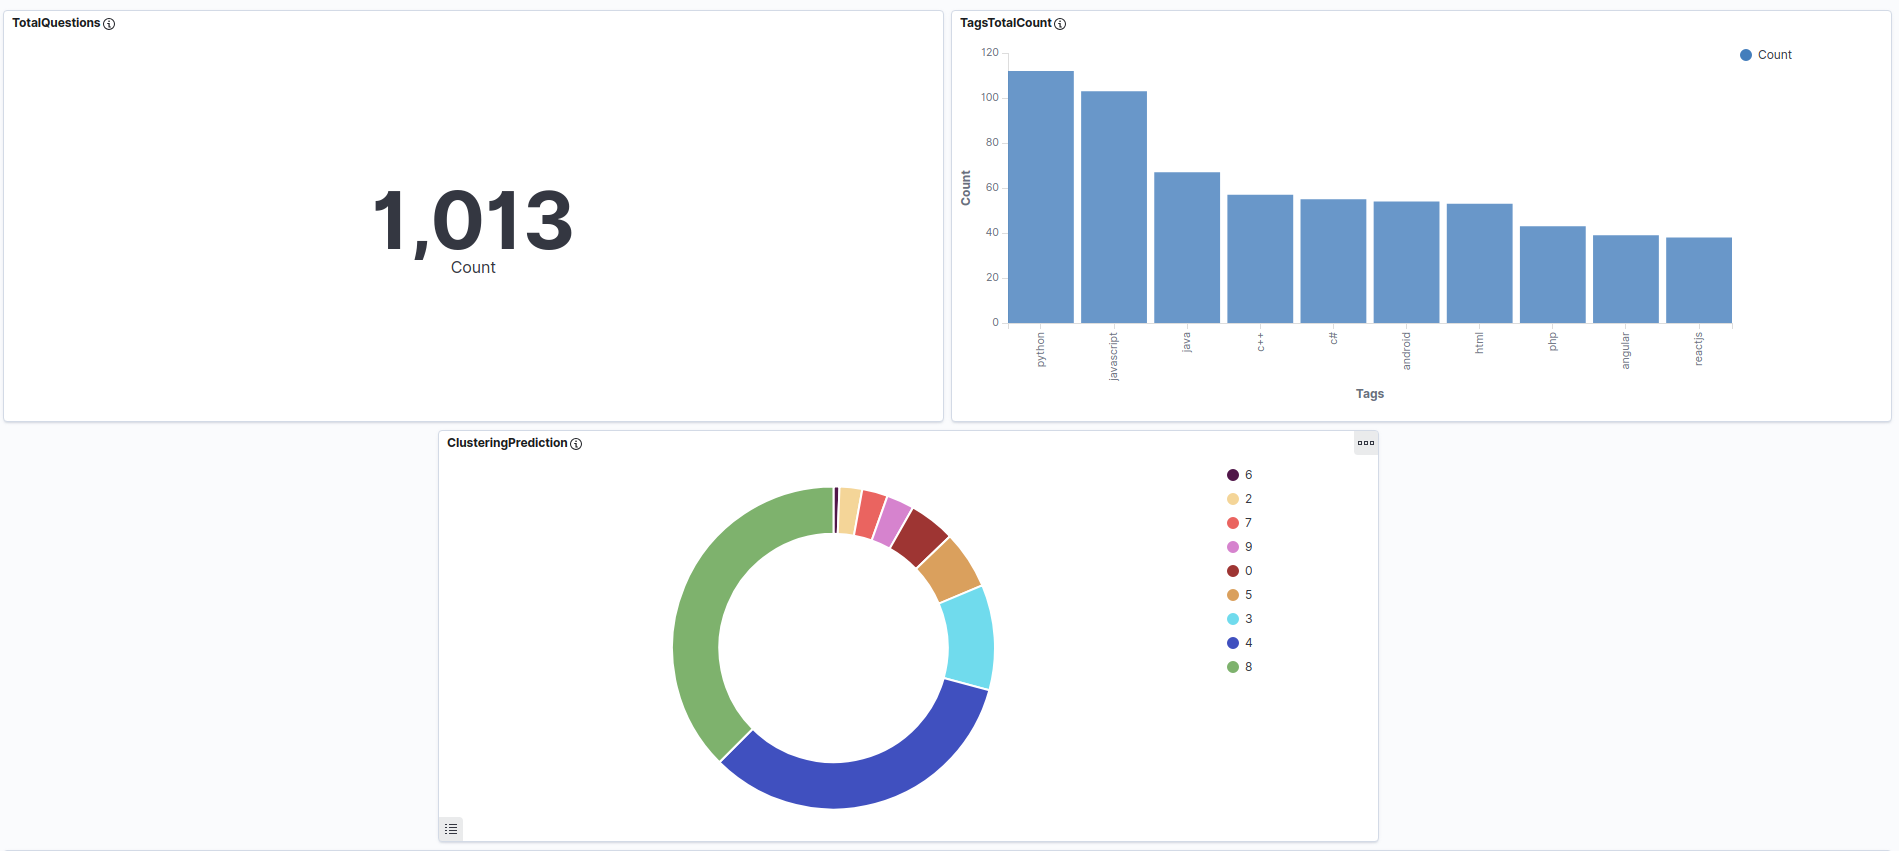 TotalQuestions
1,013
Count
TagsTotalCount
120
100
80
60
40
20
0
Count
python
javascript
java
c++
c#
android
html
php
angular
reactjs
Tags
Count
ClusteringPrediction
6
2
7
9
0
5
3
4
8